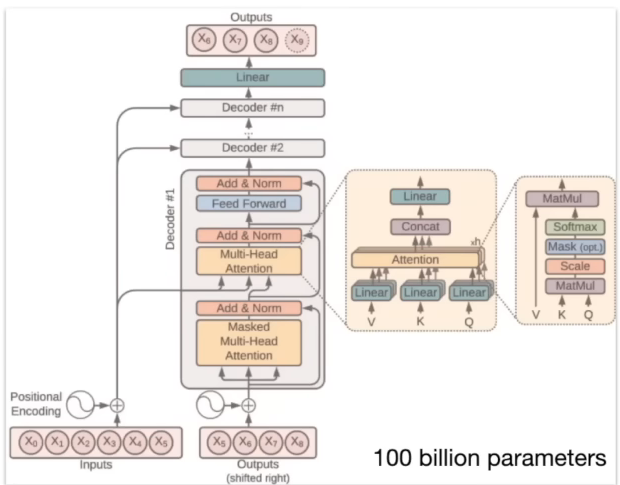 Outputs
X6 X7 X8 X9
Linear
Decoder #n
...
Decoder #2
Decoder #1
Add & Norm
Feed Forward
Add & Norm
Multi-Head
Attention
Add & Norm
Masked
Multi-Head
Attention
Linear
Concat
xh
Attention
Linear Linear Linear
V K Q
MatMul
Softmax
Mask (opt.)
Scale
MatMul
V K Q
Positional
Encoding
X0 X1 X2 X3 X4 X5
Inputs
X5 X6 X7 X8
Outputs
(shifted right)
100 billion parameters